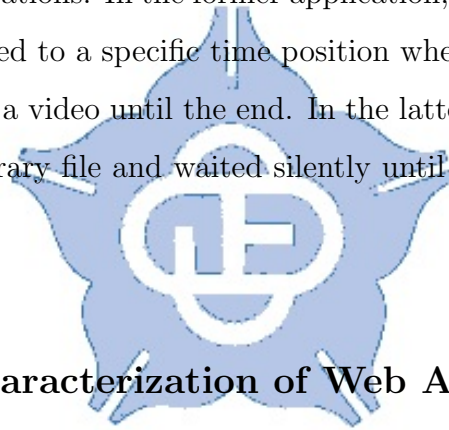 ations. In the former application,
ed to a specific time position whe
a video until the end. In the latte
rary file and waited silently until
aracterization of Web A